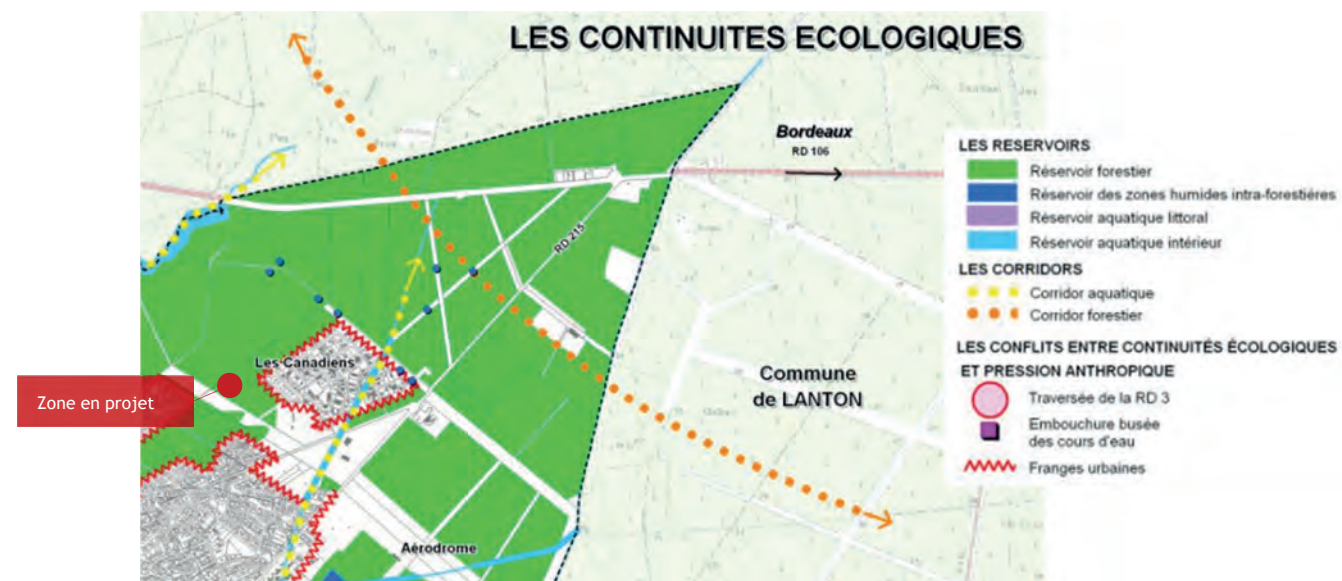 LES CONTINUITES ECOLOGIQUES
Bordeaux
RD 106
RD 215
Les Canadiens
Zone en projet
Commune
de LANTON
Aérodrome
LES RESERVOIRS
Réservoir forestier
Réservoir des zones humides intra-forestières
Réservoir aquatique littoral
Réservoir aquatique intérieur
LES CORRIDORS
Corridor aquatique
Corridor forestier
LES CONFLITS ENTRE CONTINUITÉS ÉCOLOGIQUES
ET PRESSION ANTHROPIQUE
Traversée de la RD 3
Embouchure busée
des cours d'eau
Franges urbaines